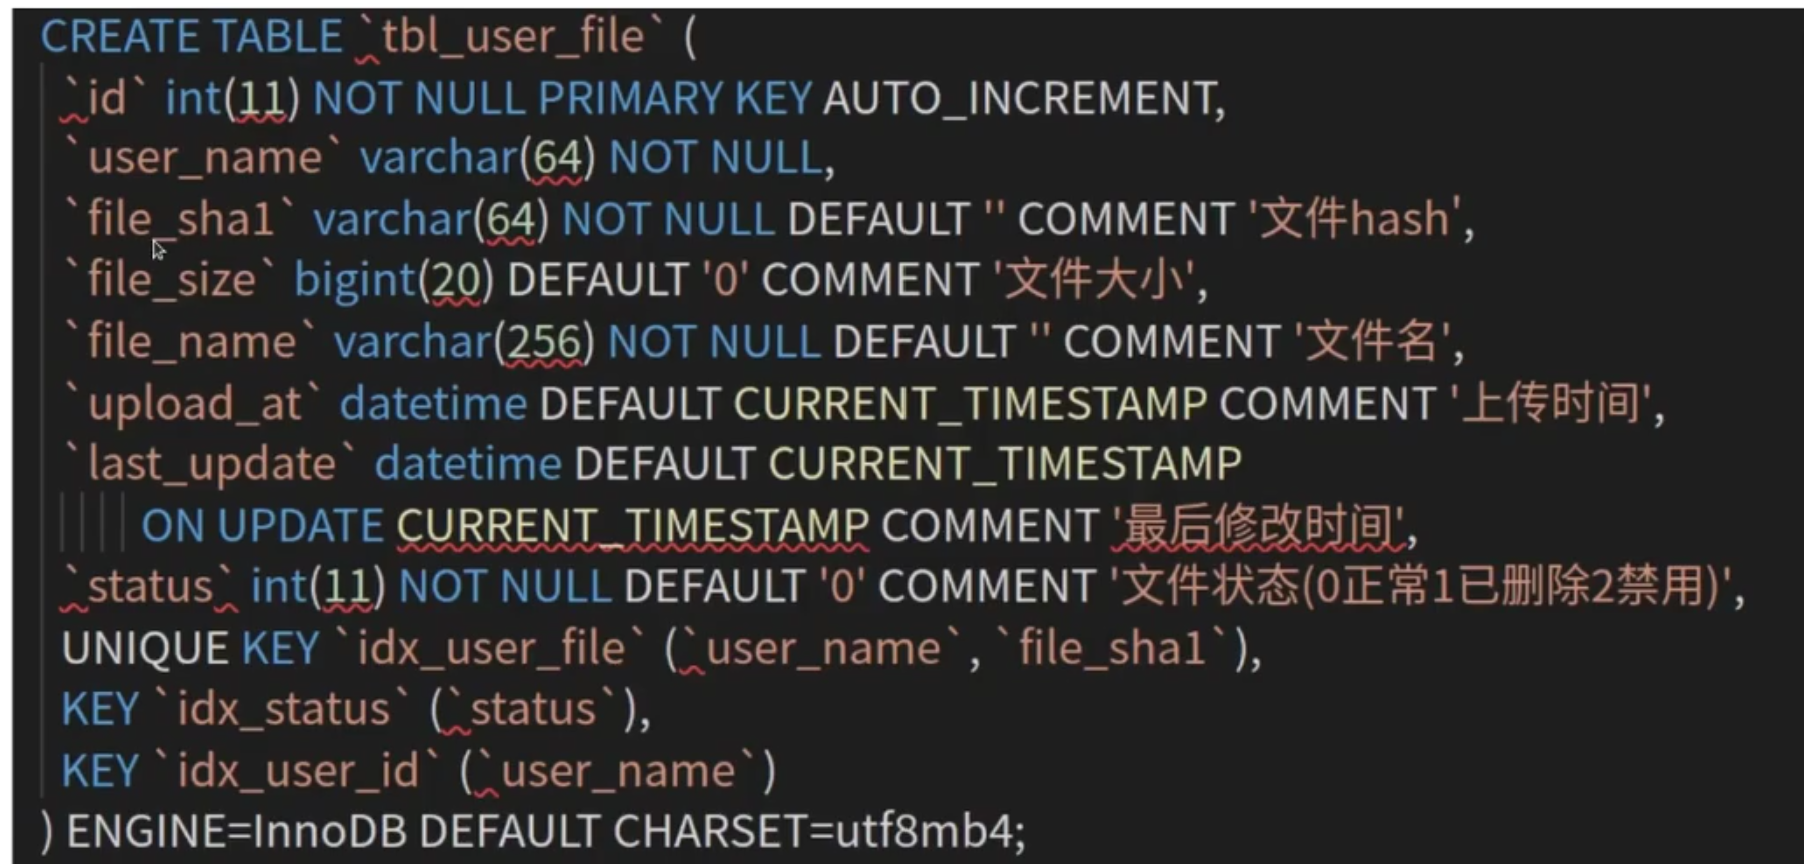 CREATE TABLE `tbl_user_file` (
`id` int(11) NOT NULL PRIMARY KEY AUTO_INCREMENT,
`user_name` varchar(64) NOT NULL,
`file_sha1` varchar(64) NOT NULL DEFAULT '' COMMENT '文件hash',
`file_size` bigint(20) DEFAULT '0' COMMENT '文件大小',
`file_name` varchar(256) NOT NULL DEFAULT '' COMMENT '文件名',
`upload_at` datetime DEFAULT CURRENT_TIMESTAMP COMMENT '上传时间',
`last_update` datetime DEFAULT CURRENT_TIMESTAMP
ON UPDATE CURRENT_TIMESTAMP COMMENT '最后修改时间',
`status` int(11) NOT NULL DEFAULT '0' COMMENT '文件状态(0正常1已删除2禁用)',
UNIQUE KEY `idx_user_file` (`user_name`, `file_sha1`),
KEY `idx_status` (`status`),
KEY `idx_user_id` (`user_name`)
) ENGINE=InnoDB DEFAULT CHARSET=utf8mb4;